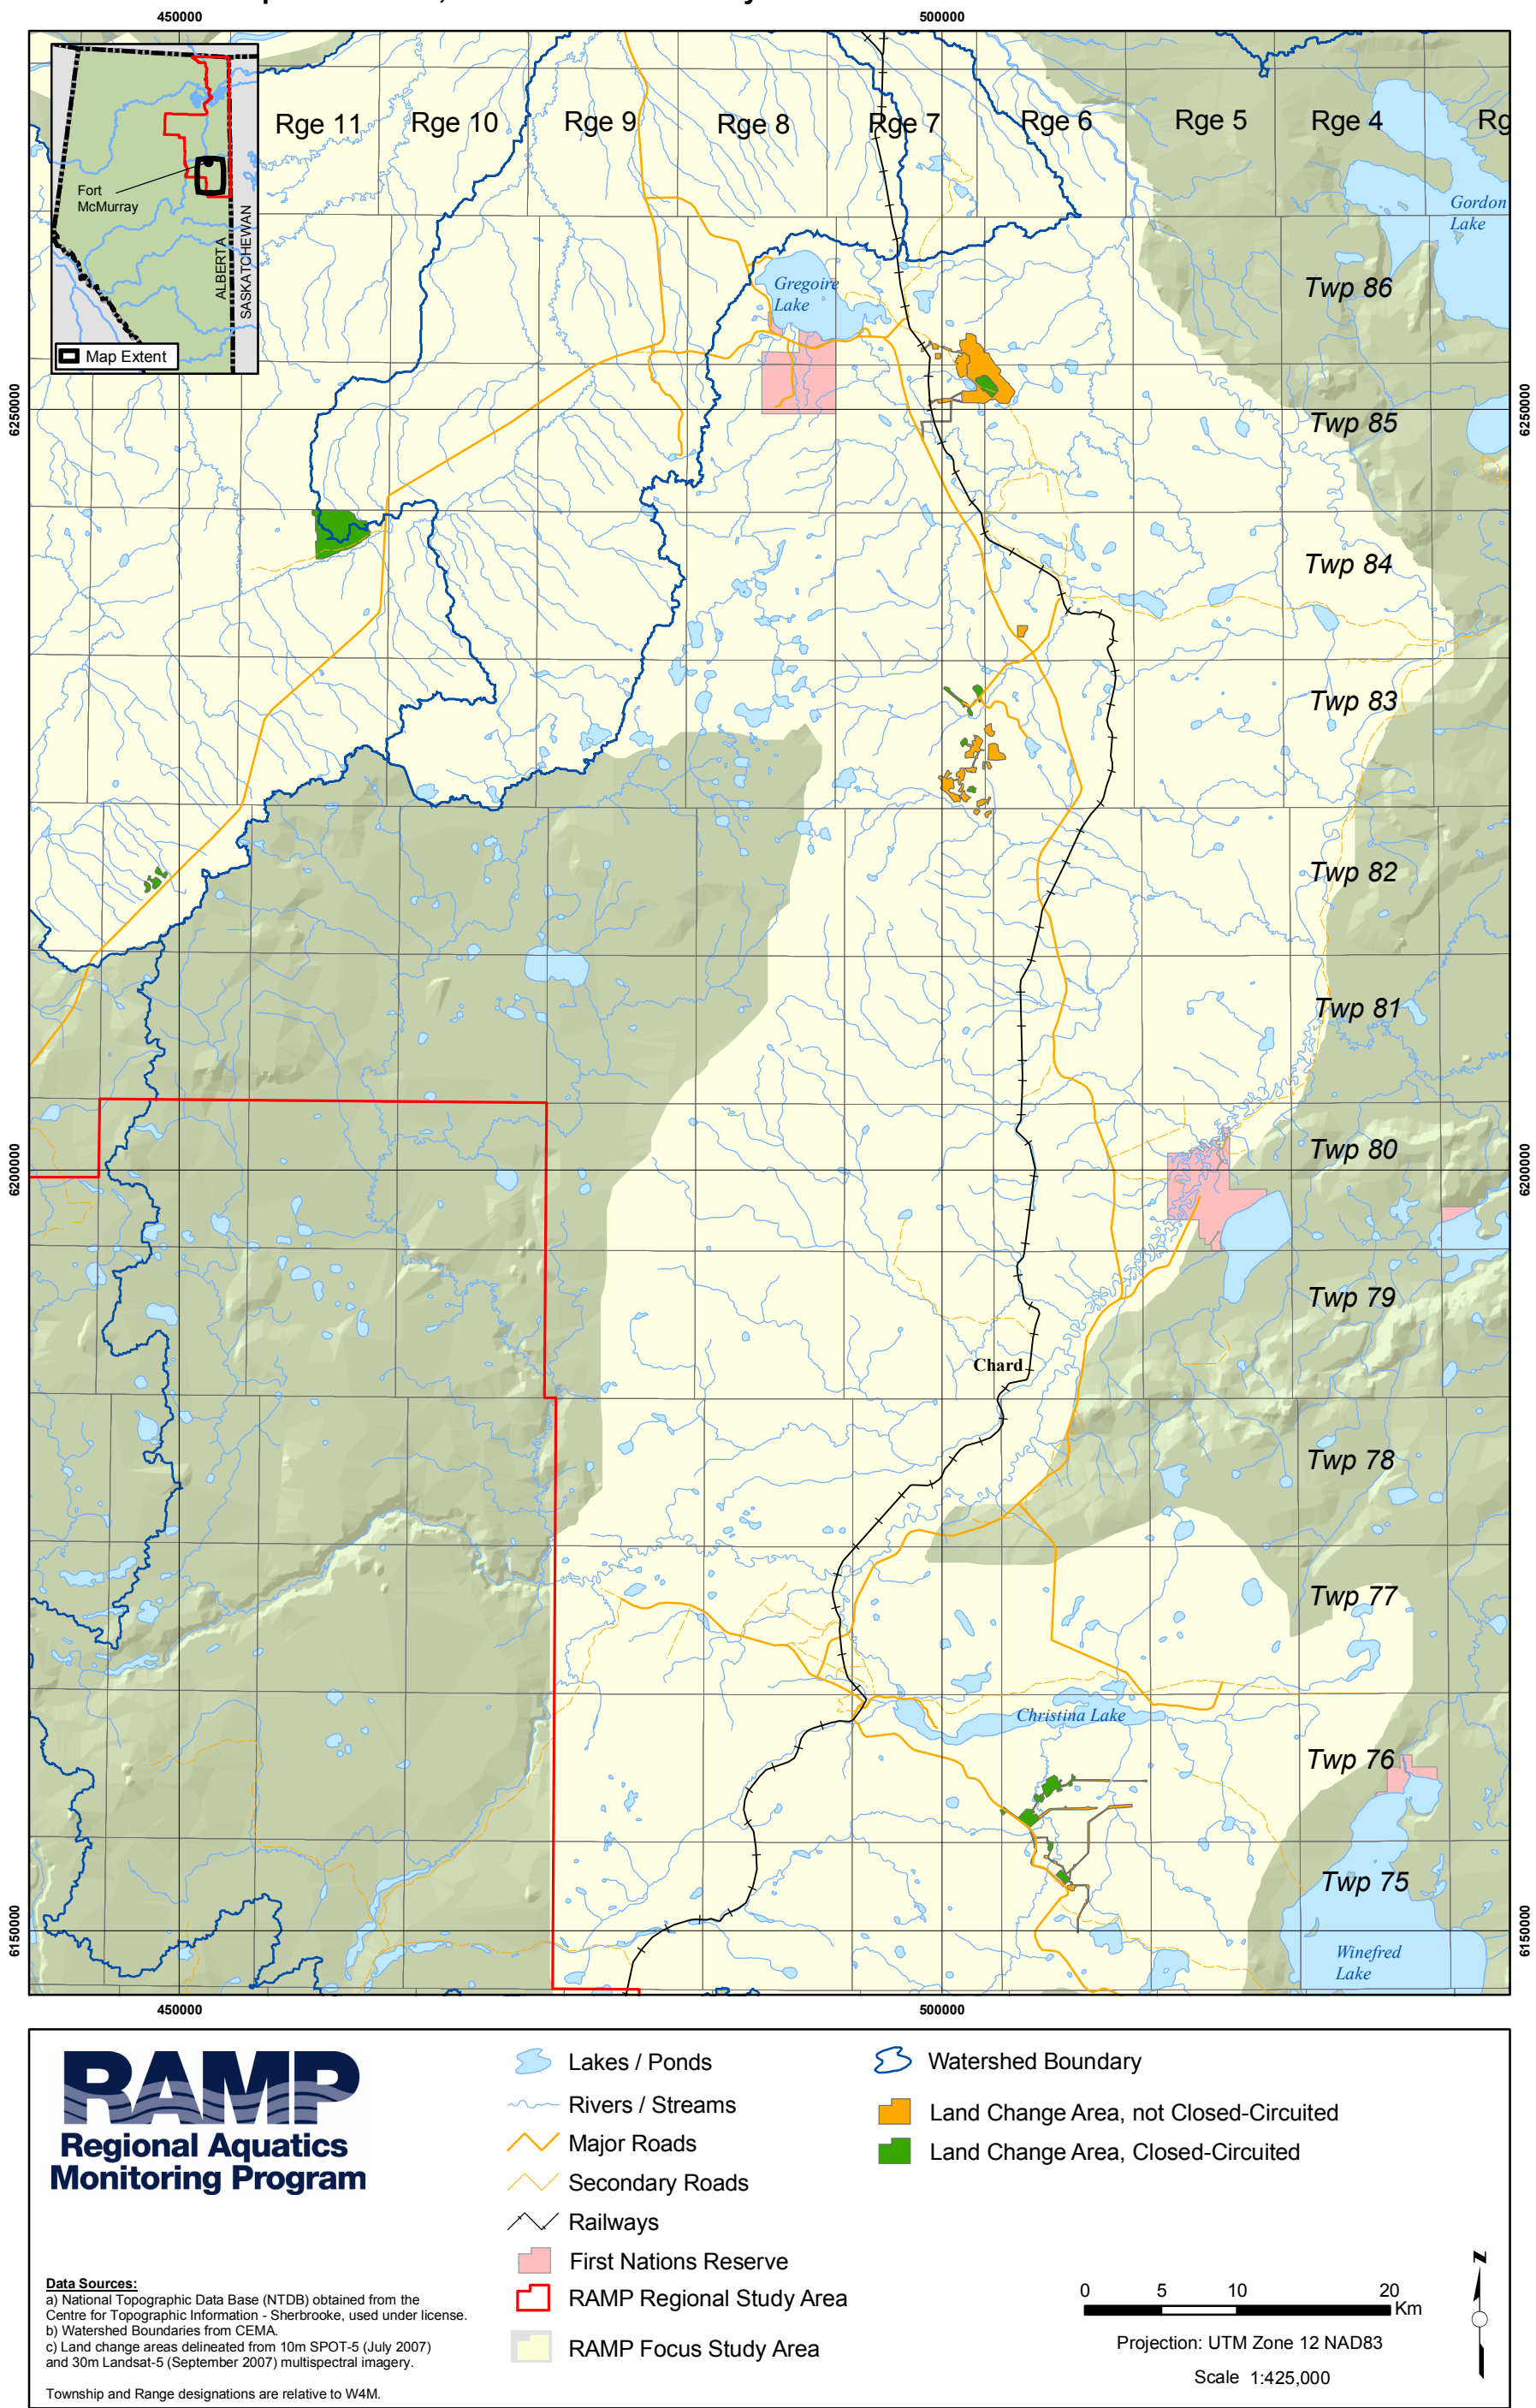 450000
500000
Rge 11
Rge 10
Rge 9
Rge 8
Rge 7
Rge 6
Rge 5
Rge 4
Rg
Fort
McMurray
ALBERTA
SASKATCHEWAN
Map Extent
Gordon
Lake
Gregoire
Lake
Twp 86
6250000
6250000
Twp 85
Twp 84
Twp 83
Twp 82
Twp 81
Twp 80
6200000
6200000
Twp 79
Chard
Twp 78
Twp 77
Christina Lake
Twp 76
Twp 75
6150000
6150000
Winefred
Lake
450000
500000
RAMP
Regional Aquatics
Monitoring Program
Lakes / Ponds
Rivers / Streams
Major Roads
Secondary Roads
Railways
First Nations Reserve
RAMP Regional Study Area
RAMP Focus Study Area
Watershed Boundary
Land Change Area, not Closed-Circuited
Land Change Area, Closed-Circuited
Data Sources:
a) National Topographic Data Base (NTDB) obtained from the
Centre for Topographic Information - Sherbrooke, used under license.
b) Watershed Boundaries from CEMA.
c) Land change areas delineated from 10m SPOT-5 (July 2007)
and 30m Landsat-5 (September 2007) multispectral imagery.
Township and Range designations are relative to W4M.
0 5 10 20
Km
Projection: UTM Zone 12 NAD83
Scale 1:425,000
N